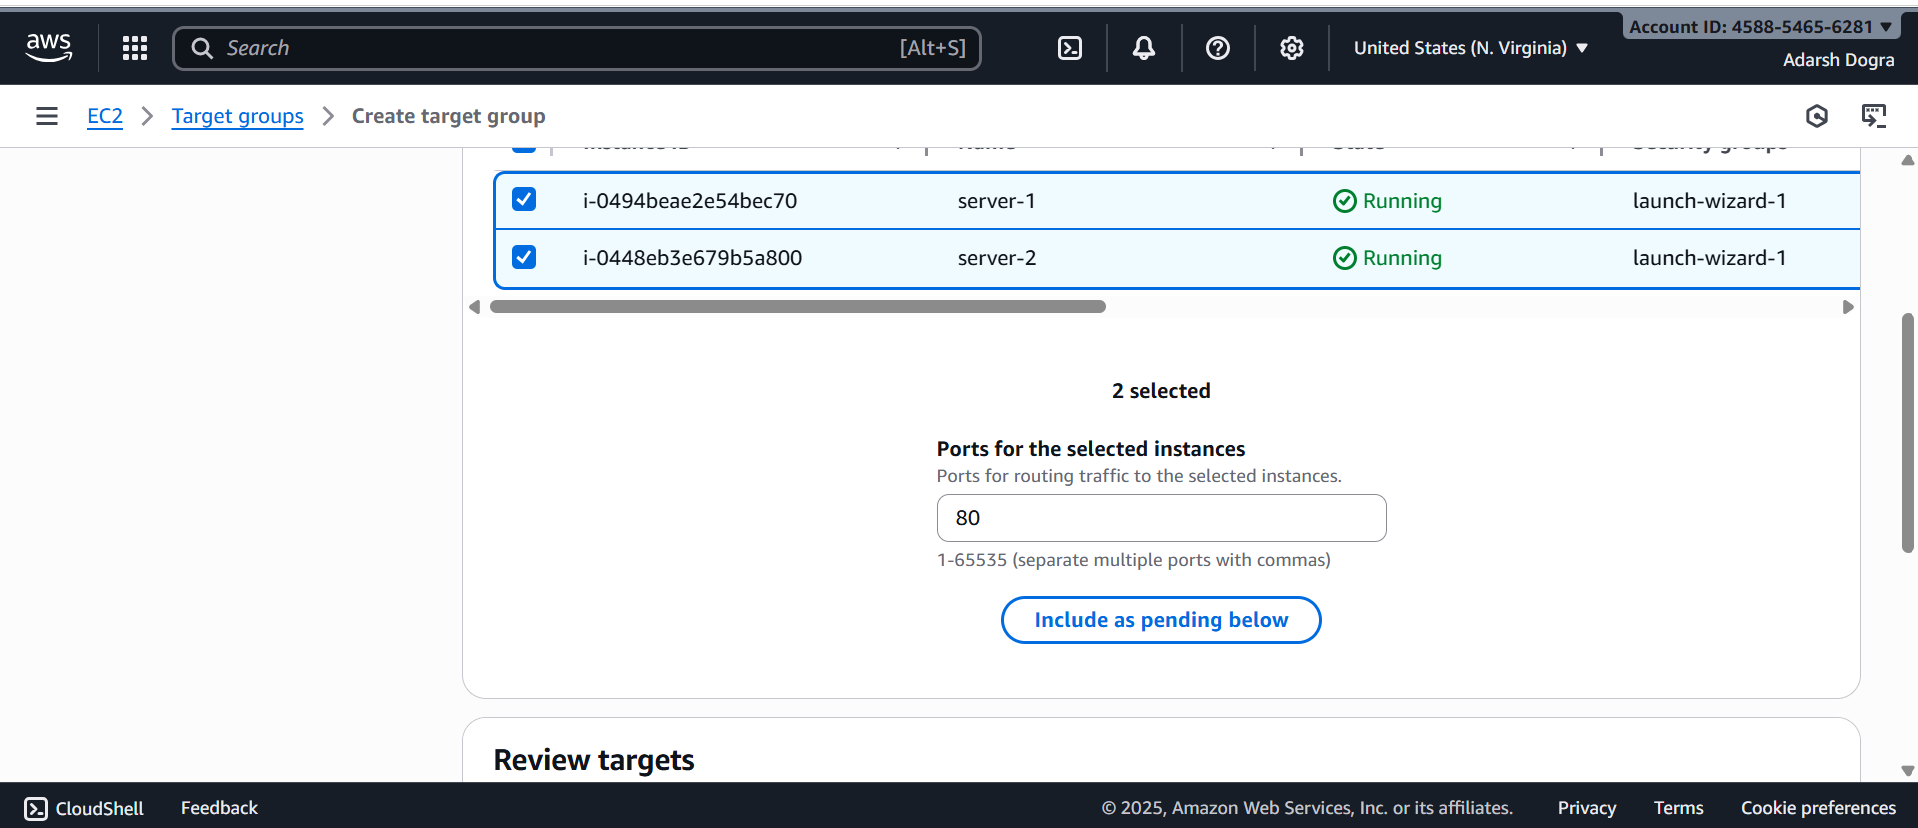 aws
Search
[Alt+S]
United States (N. Virginia)
Account ID: 4588-5465-6281
Adarsh Dogra
EC2
Target groups
Create target group
i-0494beae2e54bec70 server-1 Running launch-wizard-1
i-0448eb3e679b5a800 server-2 Running launch-wizard-1
2 selected
Ports for the selected instances
Ports for routing traffic to the selected instances.
80
1-65535 (separate multiple ports with commas)
Include as pending below
Review targets
CloudShell Feedback © 2025, Amazon Web Services, Inc. or its affiliates. Privacy Terms Cookie preferences